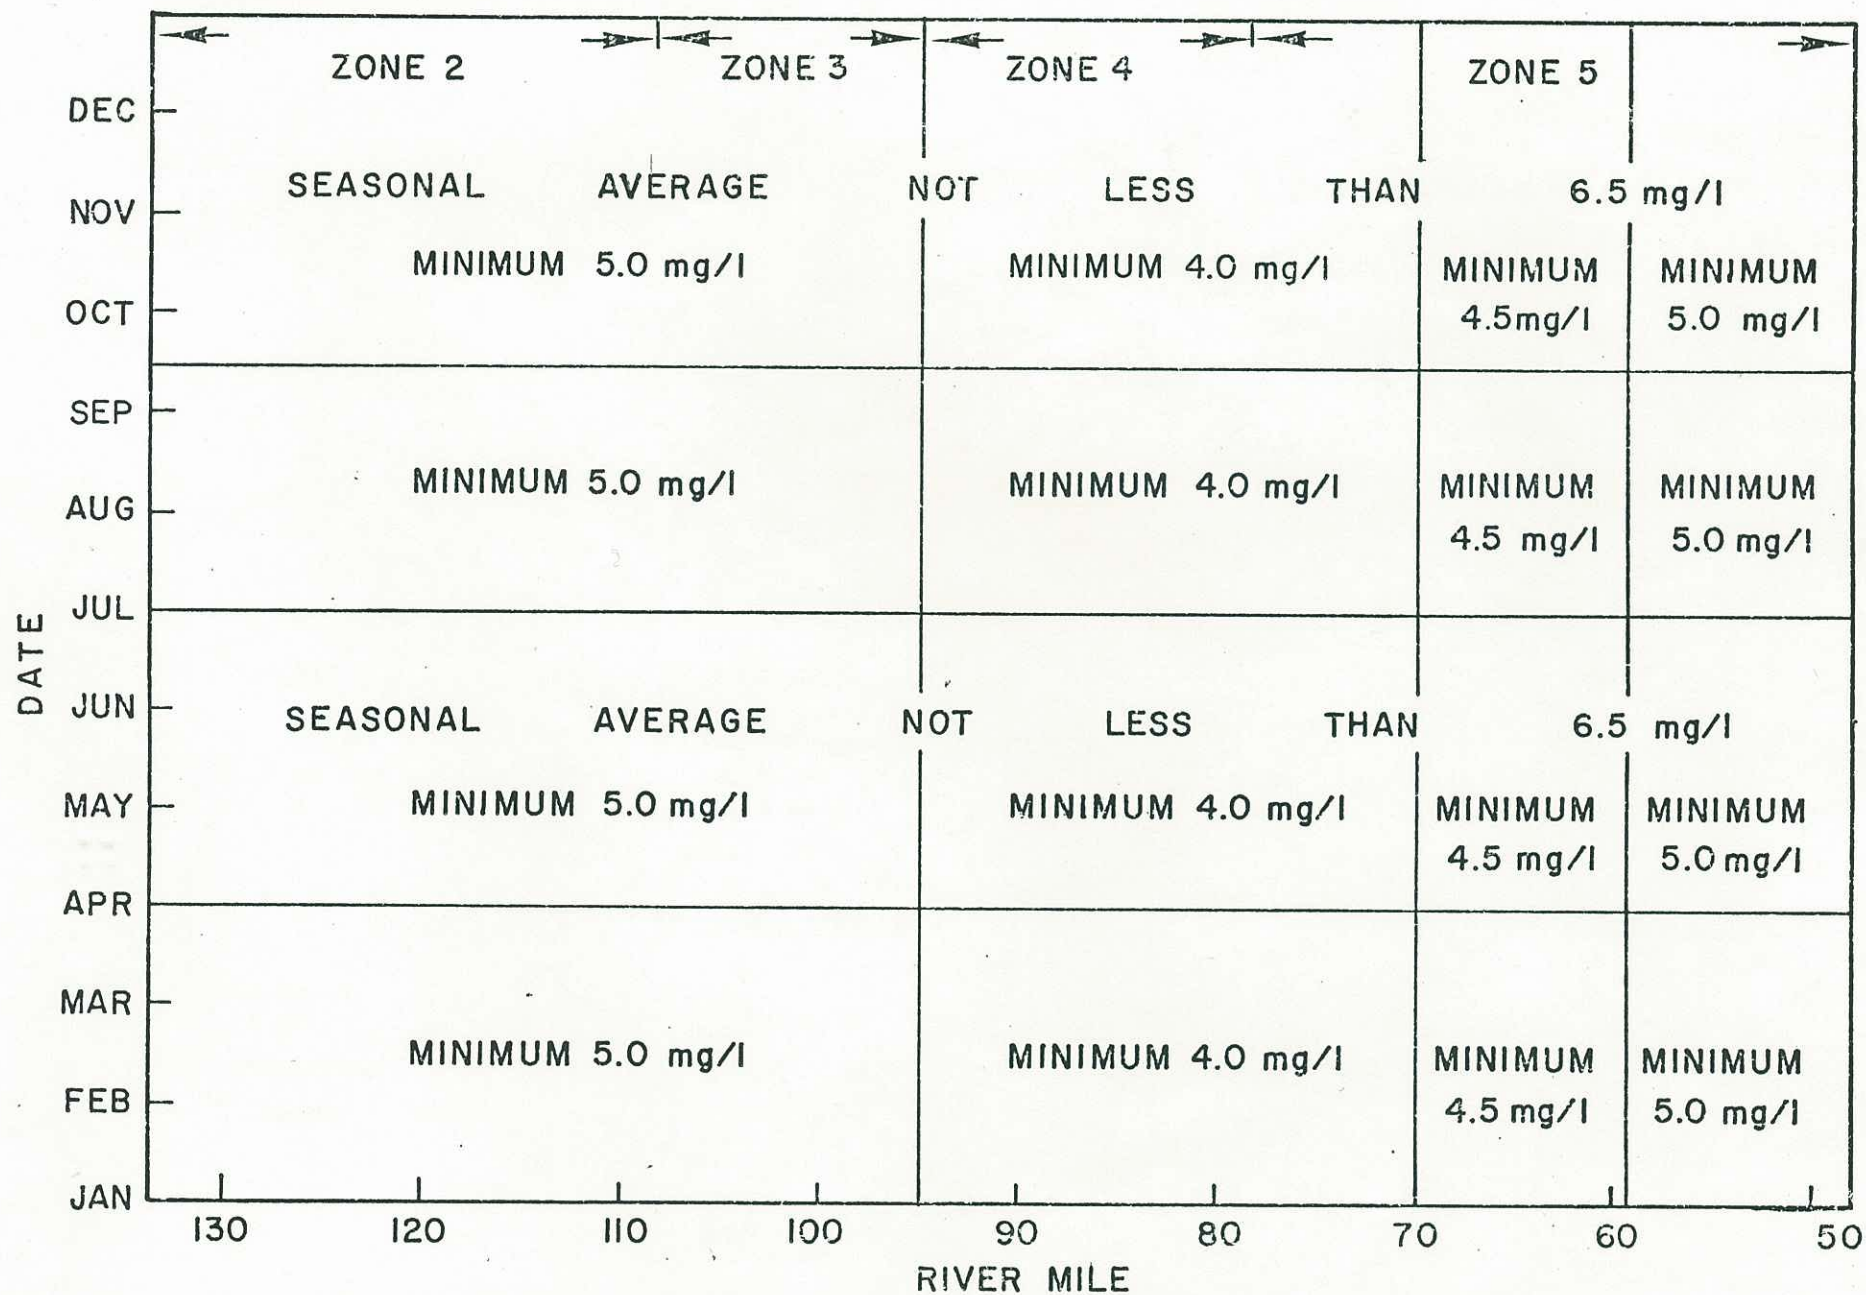 ZONE 2 ZONE 3 ZONE 4 ZONE 5
DEC
SEASONAL AVERAGE NOT LESS THAN 6.5 mg/l
NOV
MINIMUM 5.0 mg/l MINIMUM 4.0 mg/l MINIMUM MINIMUM
OCT 4.5mg/l 5.0 mg/l
SEP
MINIMUM 5.0 mg/l MINIMUM 4.0 mg/l MINIMUM MINIMUM
AUG 4.5 mg/l 5.0 mg/l
JUL
DATE
JUN SEASONAL AVERAGE NOT LESS THAN 6.5 mg/l
MAY MINIMUM 5.0 mg/l MINIMUM 4.0 mg/l MINIMUM MINIMUM
4.5 mg/l 5.0 mg/l
APR
MAR
MINIMUM 5.0 mg/l MINIMUM 4.0 mg/l MINIMUM MINIMUM
FEB 4.5 mg/l 5.0 mg/l
JAN
130 120 110 100 90 80 70 60 50
RIVER MILE